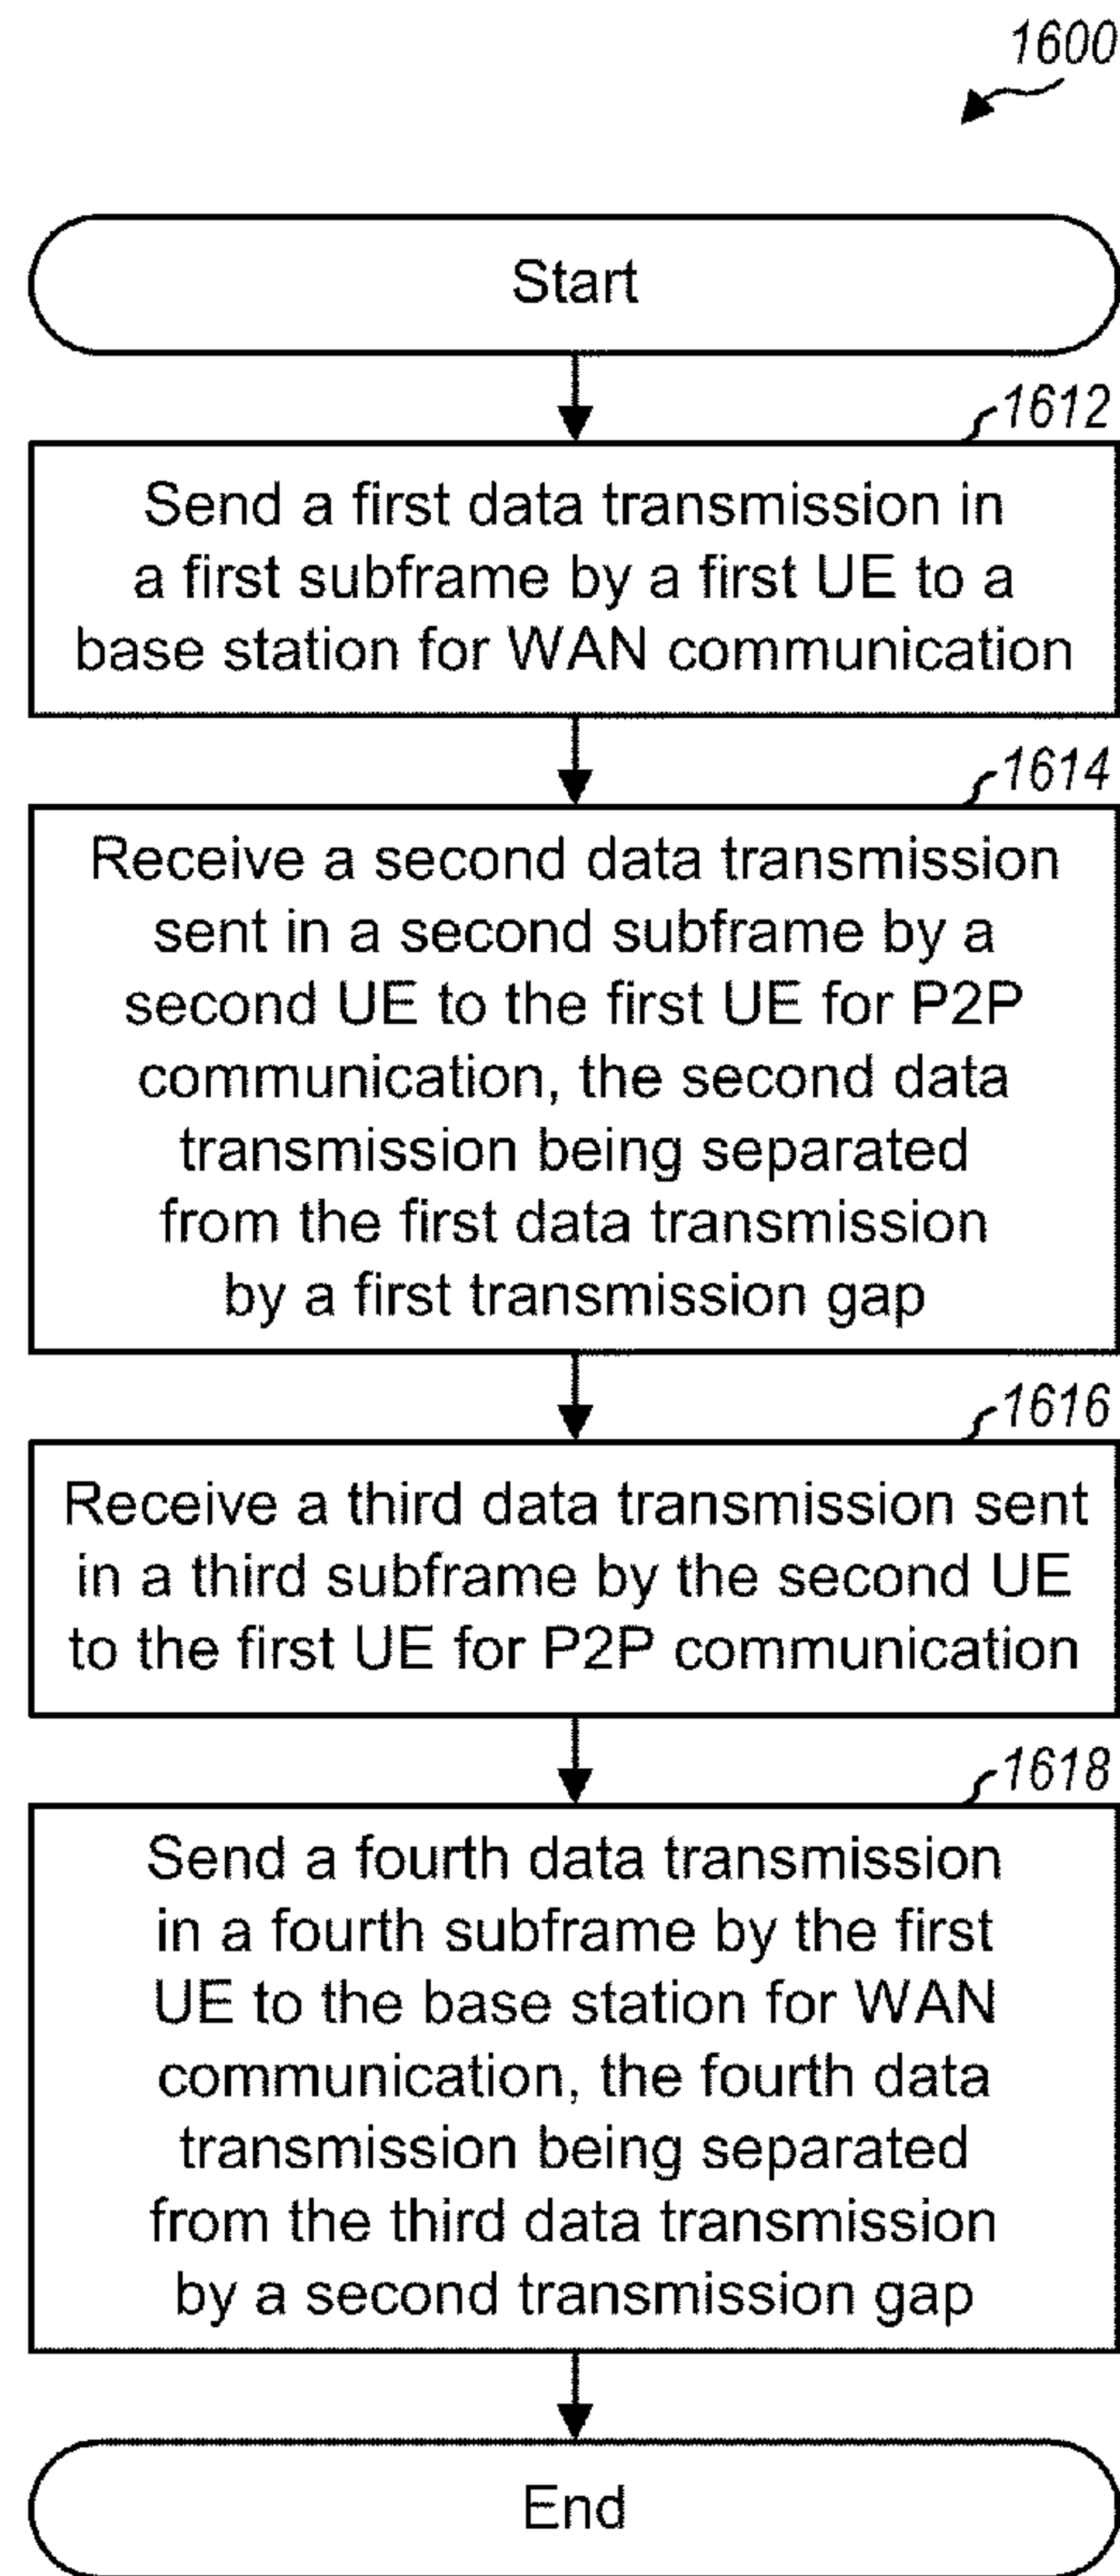 1600
Start
1612
Send a first data transmission in
a first subframe by a first UE to a
base station for WAN communication
1614
Receive a second data transmission
sent in a second subframe by a
second UE to the first UE for P2P
communication, the second data
transmission being separated
from the first data transmission
by a first transmission gap
1616
Receive a third data transmission sent
in a third subframe by the second UE
to the first UE for P2P communication
1618
Send a fourth data transmission
in a fourth subframe by the first
UE to the base station for WAN
communication, the fourth data
transmission being separated
from the third data transmission
by a second transmission gap
End